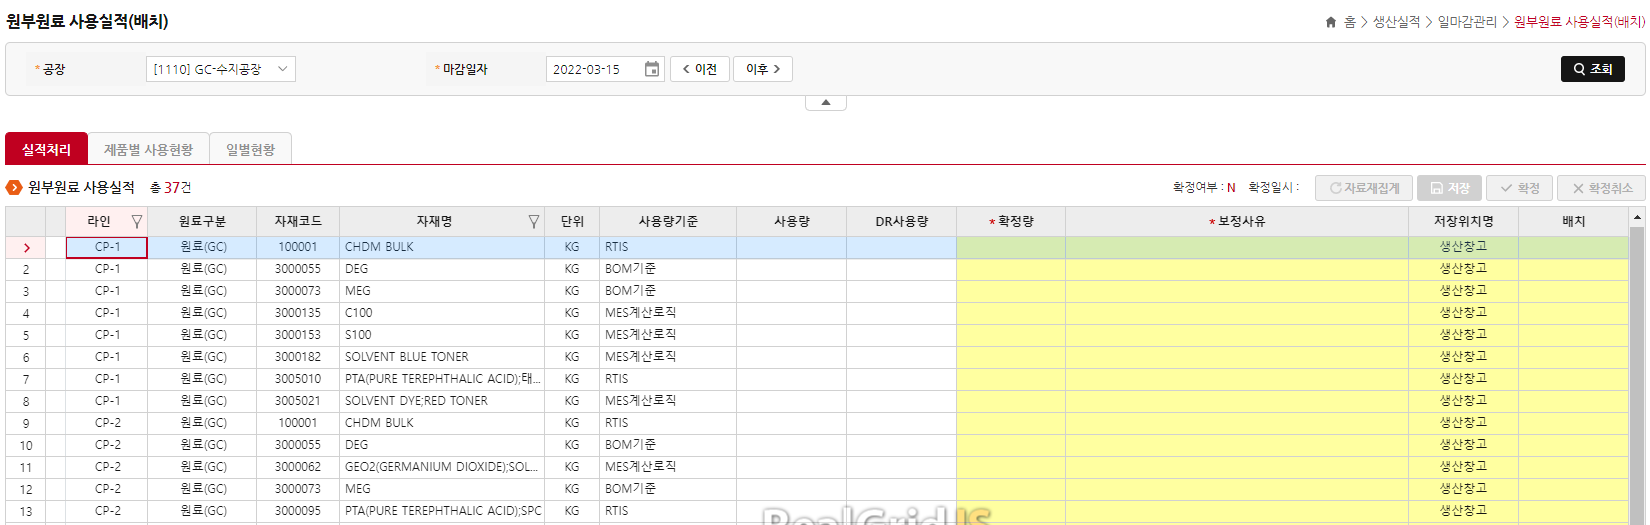 원부원료 사용실적(배치)
홈 > 생산실적 > 일마감관리 > 원부원료 사용실적(배치)
* 공장 [1110] GC-수지공장 * 마감일자 2022-03-15 < 이전 이후 > 조회
실적처리 제품별 사용현황 일별현황
원부원료 사용실적 총 37건 확정여부 : N 확정일시 : 자료재집계 저장 확정 확정취소
라인 원료구분 자재코드 자재명 단위 사용량기준 사용량 DR사용량 * 확정량 * 보정사유 저장위치명 배치
> CP-1 원료(GC) 100001 CHDM BULK KG RTIS 생산창고
2 CP-1 원료(GC) 3000055 DEG KG BOM기준 생산창고
3 CP-1 원료(GC) 3000073 MEG KG BOM기준 생산창고
4 CP-1 원료(GC) 3000135 C100 KG MES계산로직 생산창고
5 CP-1 원료(GC) 3000153 S100 KG MES계산로직 생산창고
6 CP-1 원료(GC) 3000182 SOLVENT BLUE TONER KG MES계산로직 생산창고
7 CP-1 원료(GC) 3005010 PTA(PURE TEREPHTHALIC ACID);태... KG RTIS 생산창고
8 CP-1 원료(GC) 3005021 SOLVENT DYE;RED TONER KG MES계산로직 생산창고
9 CP-2 원료(GC) 100001 CHDM BULK KG RTIS 생산창고
10 CP-2 원료(GC) 3000055 DEG KG BOM기준 생산창고
11 CP-2 원료(GC) 3000062 GEO2(GERMANIUM DIOXIDE);SOL... KG MES계산로직 생산창고
12 CP-2 원료(GC) 3000073 MEG KG BOM기준 생산창고
13 CP-2 원료(GC) 3000095 PTA(PURE TEREPHTHALIC ACID);SPC KG RTIS 생산창고
RealGridJS